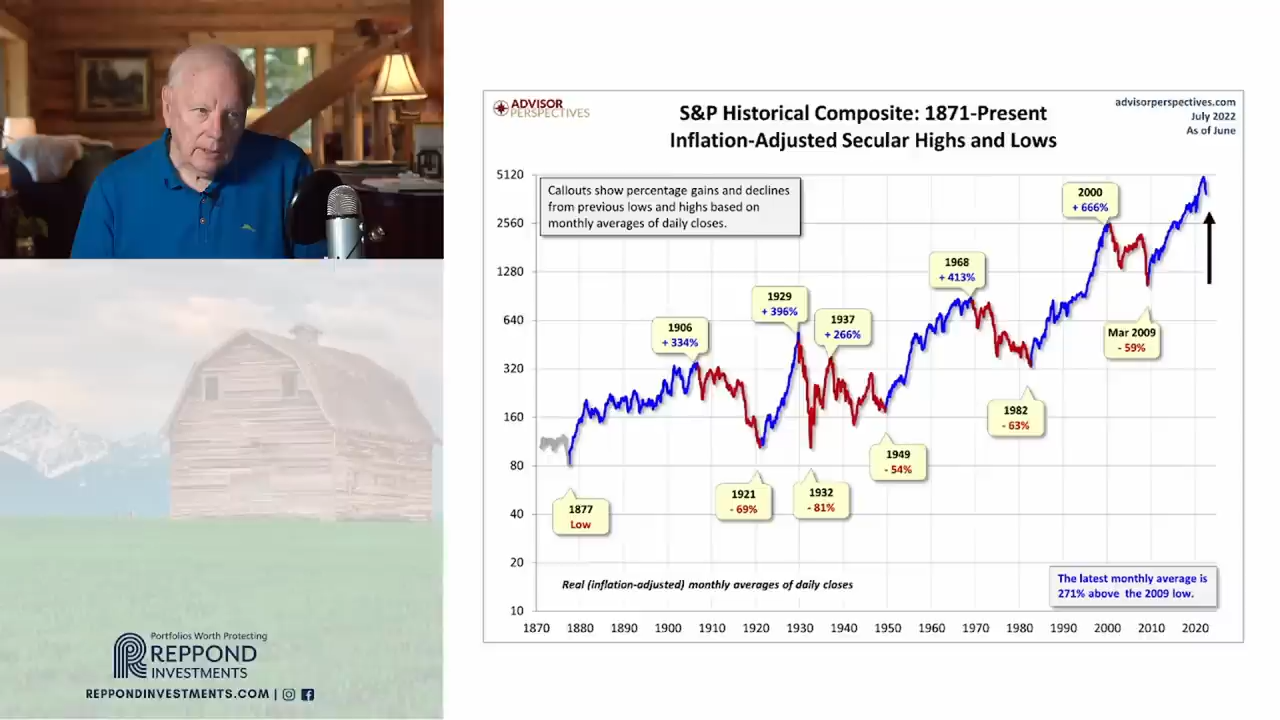 ADVISOR
PERSPECTIVES
S&P Historical Composite: 1871-Present
Inflation-Adjusted Secular Highs and Lows
advisorperspectives.com
July 2022
As of June
Callouts show percentage gains and declines
from previous lows and highs based on
monthly averages of daily closes.
5120
2560
1280
640
320
160
80
40
20
10
1877
Low
1906
+ 334%
1921
- 69%
1929
+ 396%
1932
- 81%
1937
+ 266%
1949
- 54%
1968
+ 413%
1982
- 63%
2000
+ 666%
Mar 2009
- 59%
Real (inflation-adjusted) monthly averages of daily closes
The latest monthly average is
271% above the 2009 low.
1870 1880 1890 1900 1910 1920 1930 1940 1950 1960 1970 1980 1990 2000 2010 2020
Portfolios Worth Protecting
REPPOND
INVESTMENTS
REPPONDINVESTMENTS.COM |